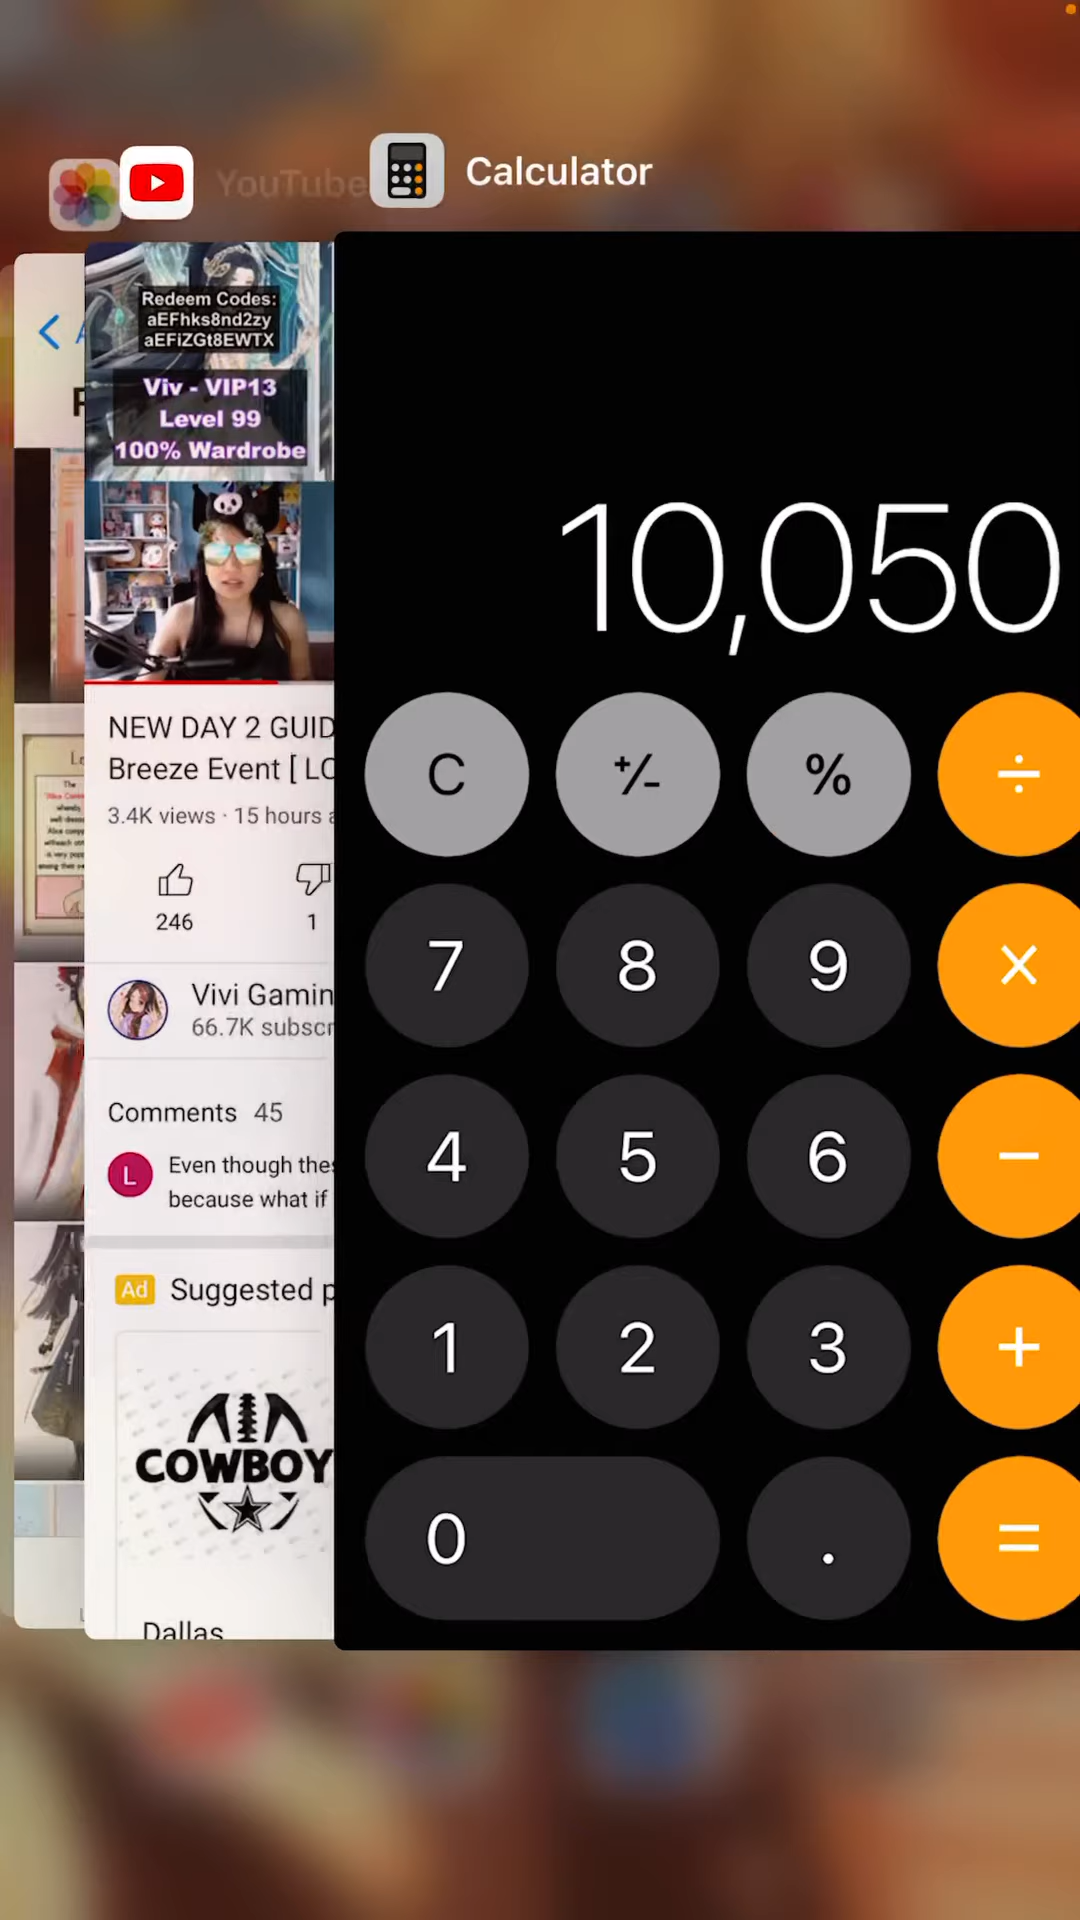 YouTube
Calculator
Redeem Codes:
aEFhks8nd2zy
aEFiZGt8EWTX
Viv - VIP13
Level 99
100% Wardrobe
NEW DAY 2 GUID
Breeze Event [ LO
3.4K views · 15 hours a
246
1
Vivi Gamin
66.7K subscr
Comments 45
L
Even though thes
because what if
Ad
Suggested p
COWBOY
Dallas
10,050
C
+/-
%
÷
7
8
9
×
4
5
6
−
1
2
3
+
0
.
=